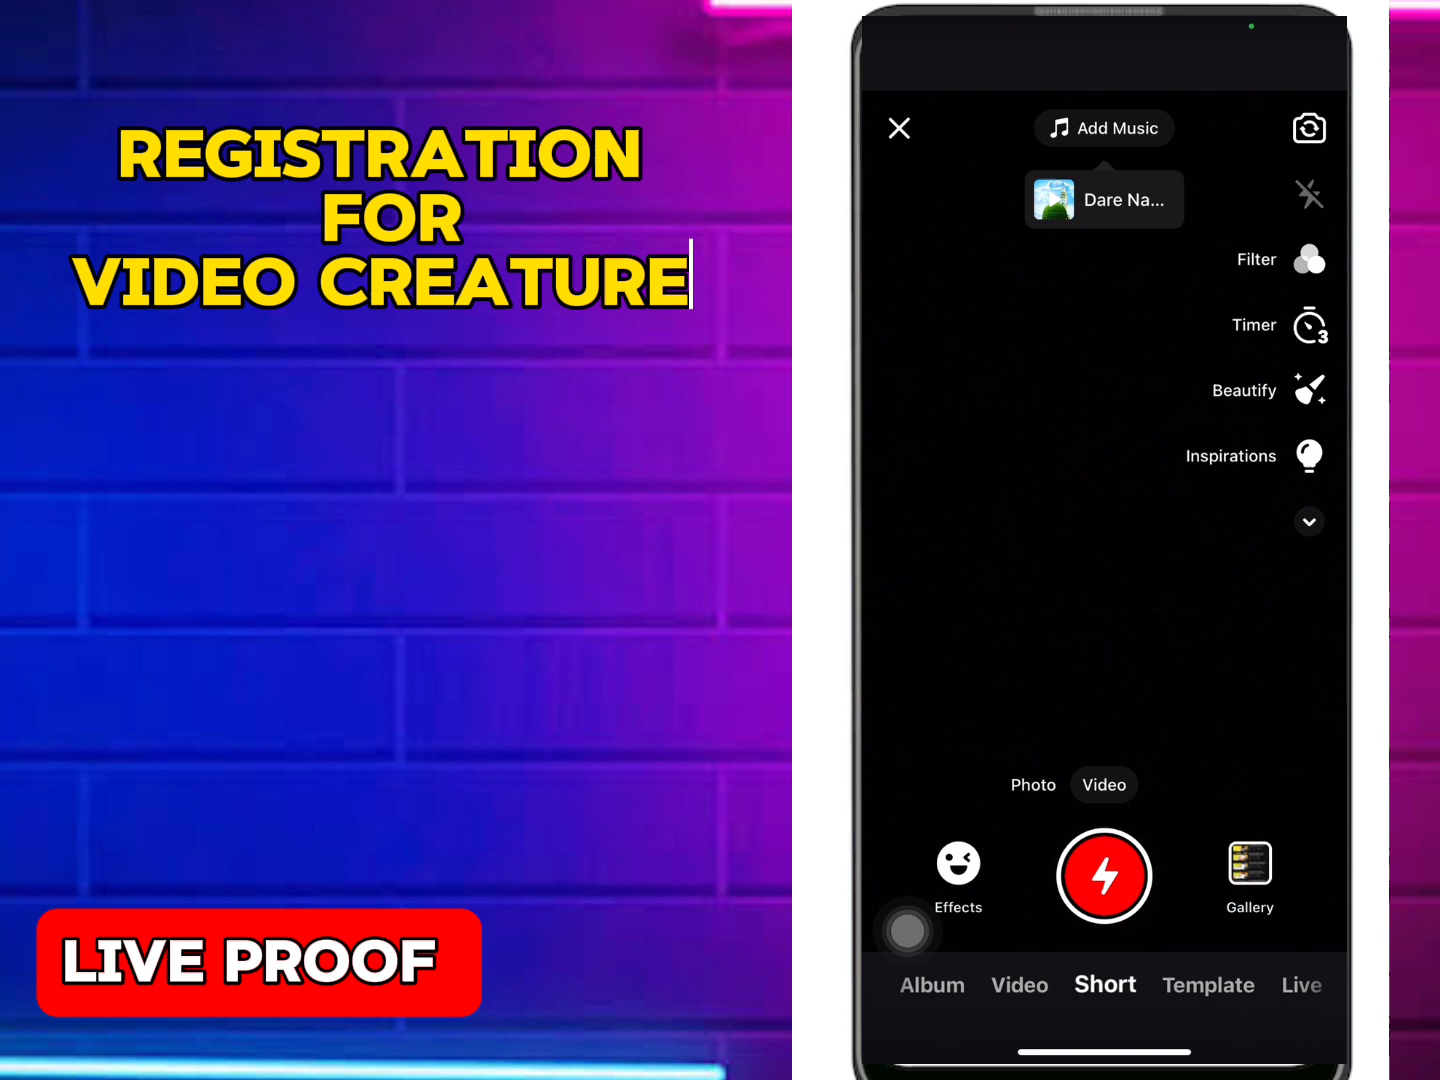 REGISTRATION
FOR
VIDEO CREATURE
LIVE PROOF
Add Music
Dare Na...
Filter
Timer
3
Beautify
Inspirations
Photo Video
Effects
Gallery
Album Video Short Template Live